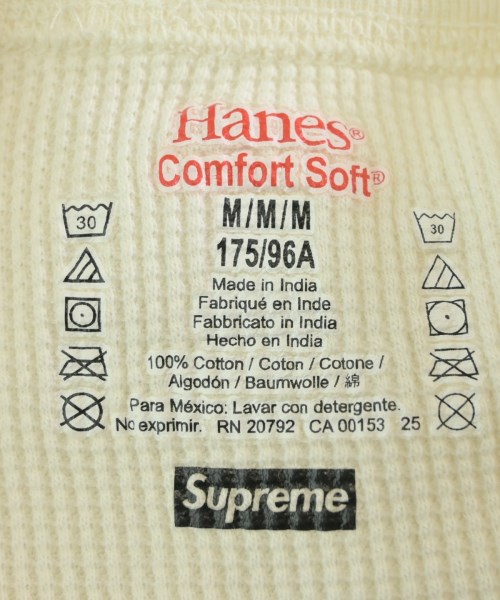 Hanes®
Comfort Soft®
30 M/M/M 30
175/96A
Made in India
Fabriqué en Inde
Fabbricato in India
Hecho en India
100% Cotton / Coton / Cotone /
Algodón / Baumwolle / 綿
Para México: Lavar con detergente.
No exprimir. RN 20792 CA 00153 25
Supreme